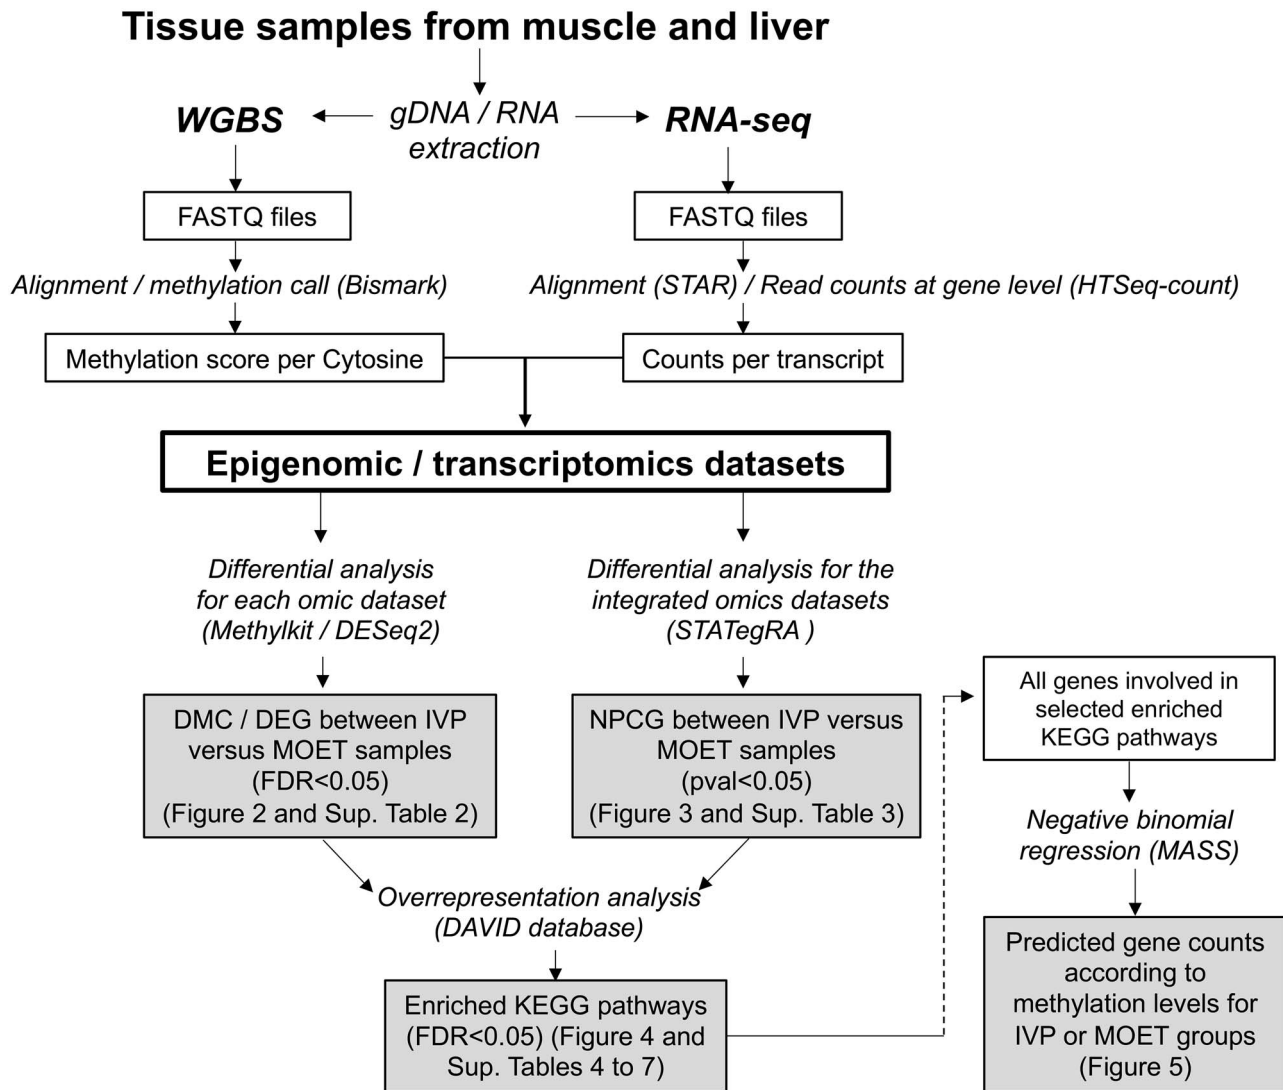 Tissue samples from muscle and liver
WGBS
gDNA / RNA
extraction
RNA-seq
FASTQ files
FASTQ files
Alignment / methylation call (Bismark)
Alignment (STAR) / Read counts at gene level (HTSeq-count)
Methylation score per Cytosine
Counts per transcript
Epigenomic / transcriptomics datasets
Differential analysis
for each omic dataset
(Methylkit / DESeq2)
Differential analysis for the
integrated omics datasets
(STATegRA )
DMC / DEG between IVP
versus MOET samples
(FDR<0.05)
(Figure 2 and Sup. Table 2)
NPCG between IVP versus
MOET samples
(pval<0.05)
(Figure 3 and Sup. Table 3)
Overrepresentation analysis
(DAVID database)
Enriched KEGG pathways
(FDR<0.05) (Figure 4 and
Sup. Tables 4 to 7)
All genes involved in
selected enriched
KEGG pathways
Negative binomial
regression (MASS)
Predicted gene counts
according to
methylation levels for
IVP or MOET groups
(Figure 5)